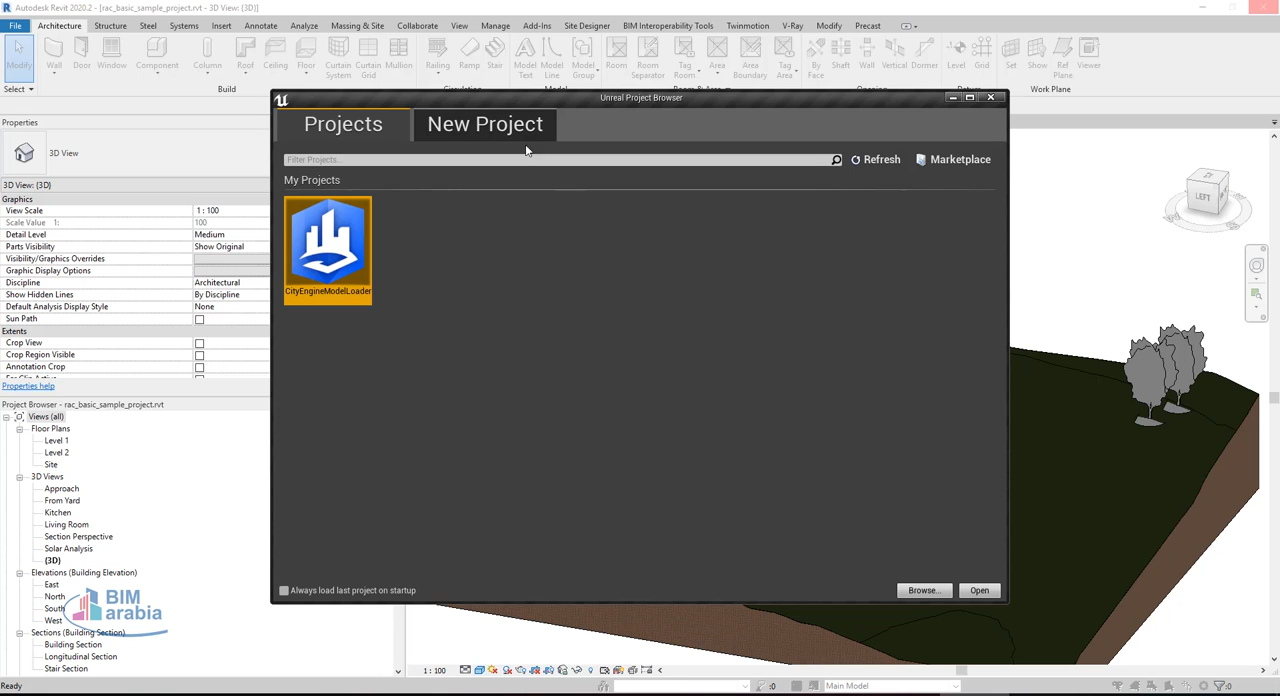 Autodesk Revit 2020.2 - [rac_basic_sample_project.rvt - 3D View: {3D}]
File Architecture Structure Steel Systems Insert Annotate Analyze Massing & Site Collaborate View Manage Add-Ins Site Designer BIM Interoperability Tools Twinmotion V-Ray Modify Precast
Modify Wall Door Window Component Column Roof Ceiling Floor Curtain System Curtain Grid Mullion Railing Ramp Stair Model Text Model Line Model Group Room Room Separator Tag Room Area Area Boundary Tag Area By Face Shaft Wall Vertical Dormer Level Grid Set Show Ref Plane Viewer
Select Build Work Plane
Unreal Project Browser
Projects New Project
Filter Projects...
Refresh Marketplace
My Projects
CityEngineModelLoader
Always load last project on startup
Browse... Open
Properties
3D View
3D View: {3D}
Graphics
View Scale 1 : 100
Scale Value 1: 100
Detail Level Medium
Parts Visibility Show Original
Visibility/Graphics Overrides
Graphic Display Options
Discipline Architectural
Show Hidden Lines By Discipline
Default Analysis Display Style None
Sun Path
Extents
Crop View
Crop Region Visible
Annotation Crop
Properties help
Project Browser - rac_basic_sample_project.rvt
Views (all)
Floor Plans
Level 1
Level 2
Site
3D Views
Approach
From Yard
Kitchen
Living Room
Section Perspective
Solar Analysis
{3D}
Elevations (Building Elevation)
East
North
South
West
Sections (Building Section)
Building Section
Longitudinal Section
Stair Section
BIM
arabia
LEFT
1 : 100
Ready
:0 Main Model :0